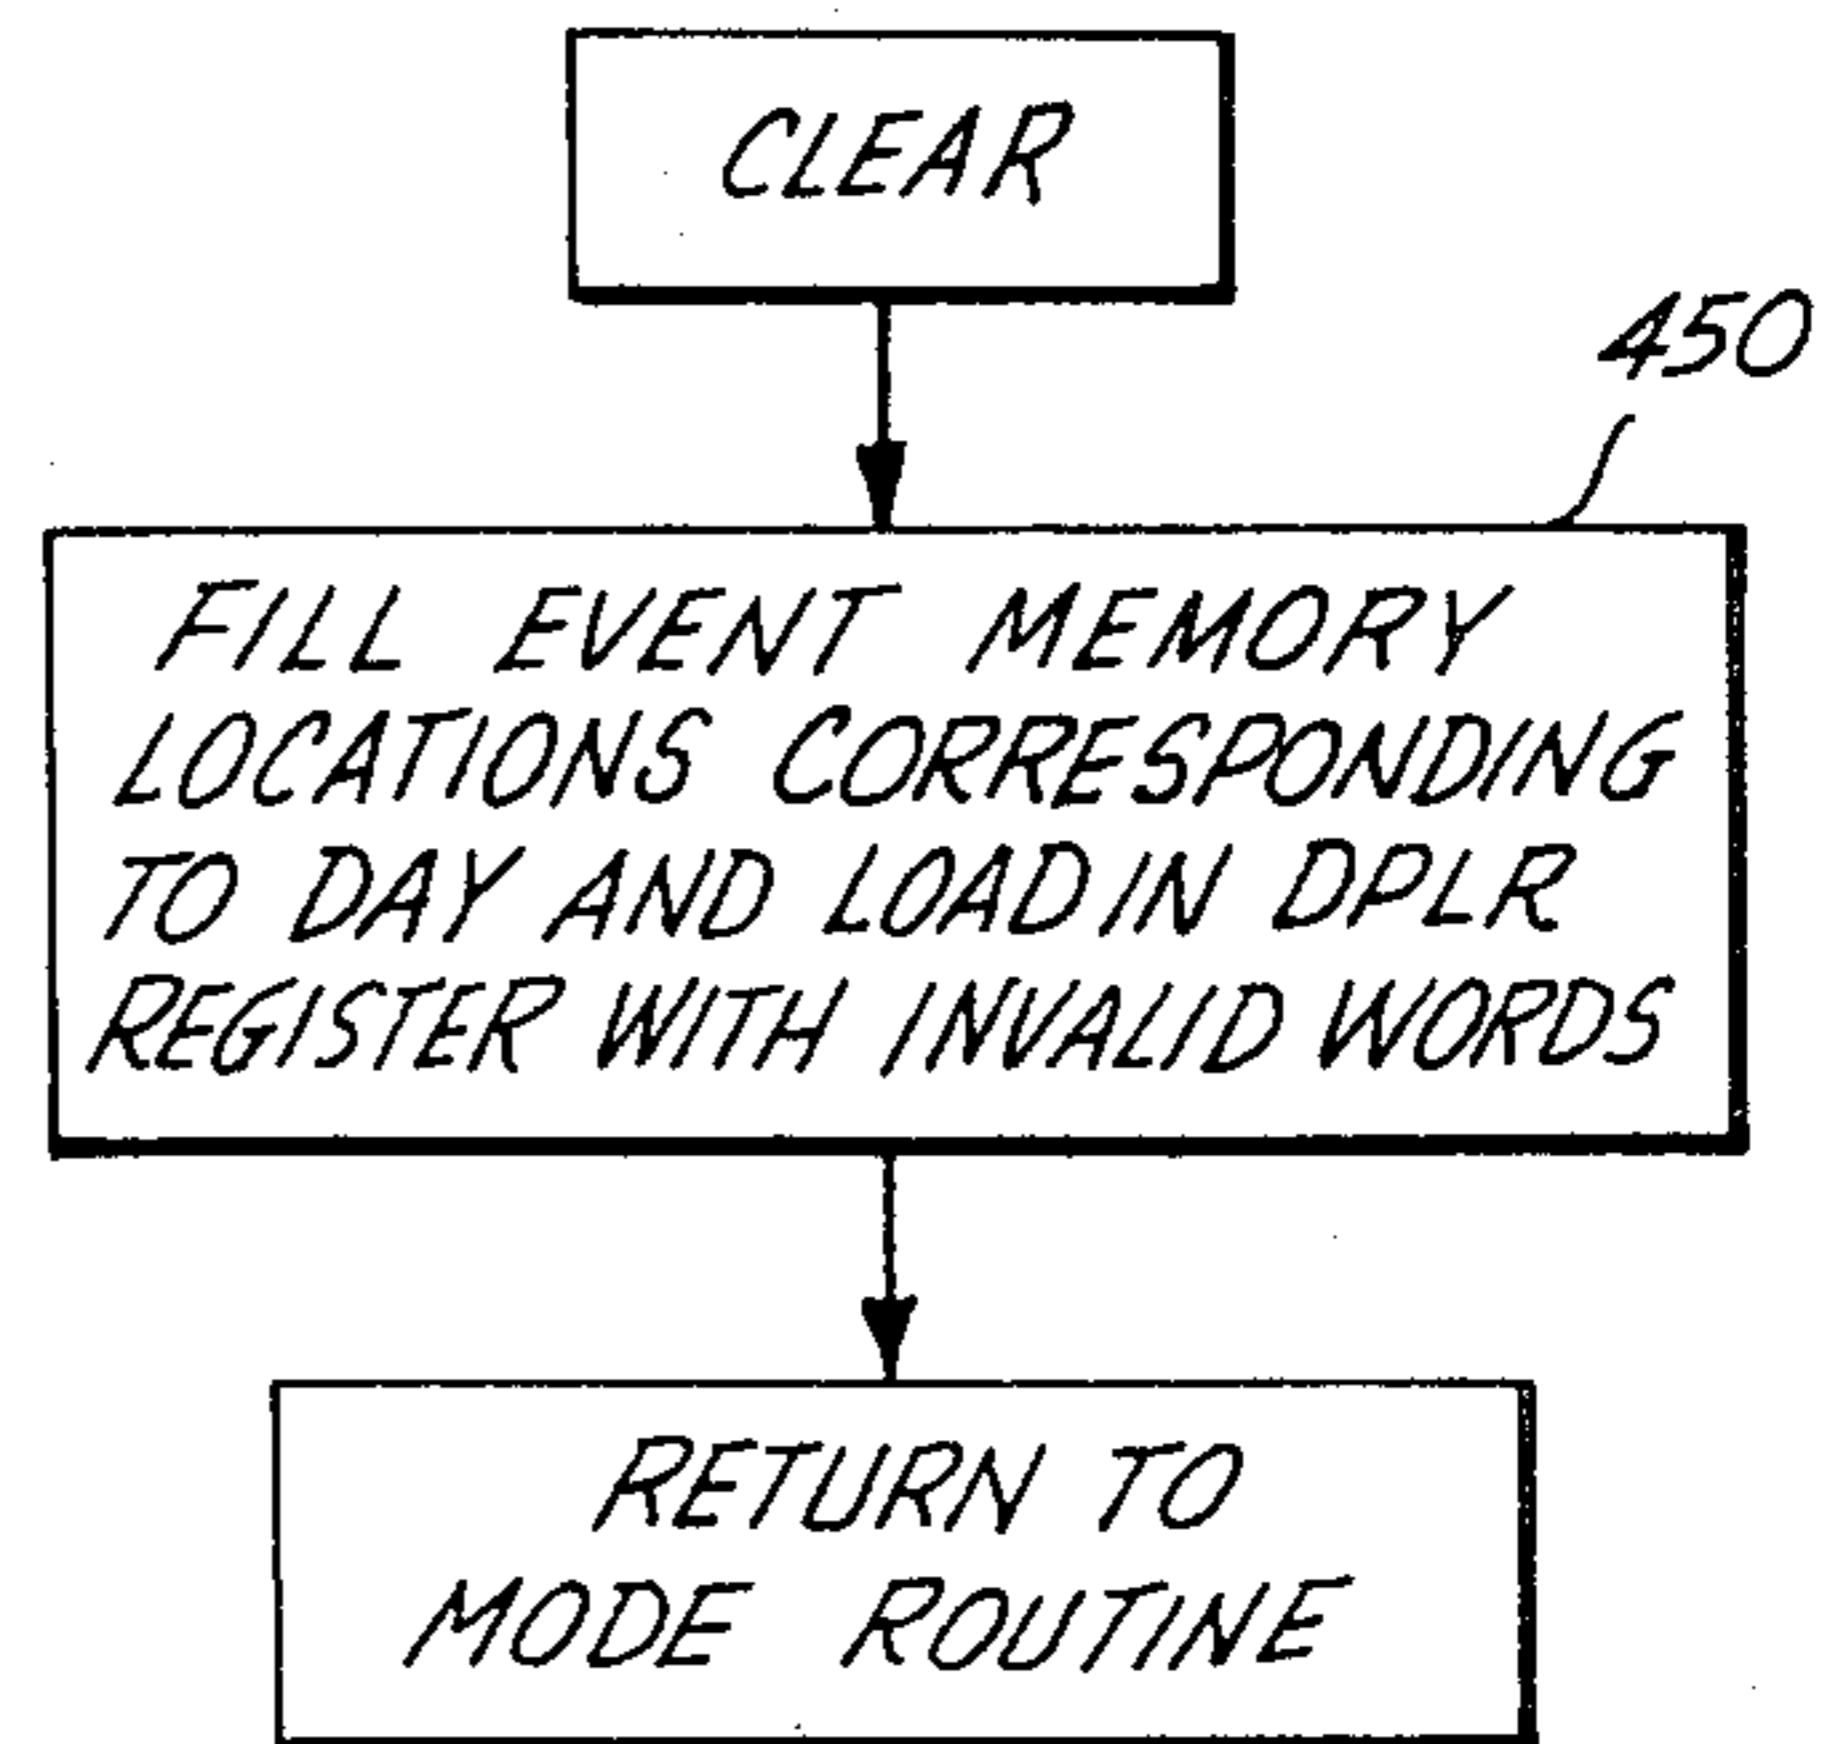 CLEAR
450
FILL EVENT MEMORY
LOCATIONS CORRESPONDING
TO DAY AND LOAD IN DPLR
REGISTER WITH INVALID WORDS
RETURN TO
MODE ROUTINE